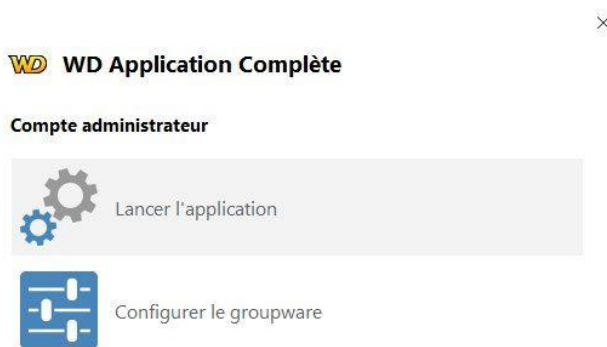 WD WD Application Complète
Compte administrateur
Lancer l'application
Configurer le groupware